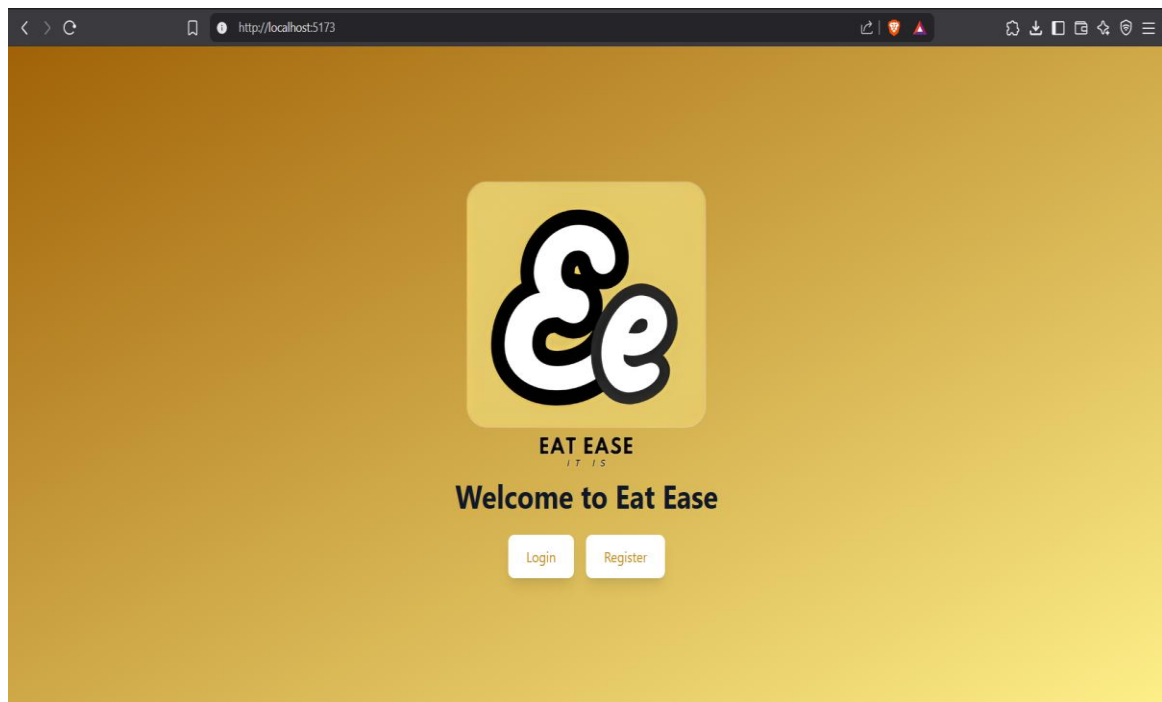 http://localhost:5173
Ee
EAT EASE
IT IS
Welcome to Eat Ease
Login Register